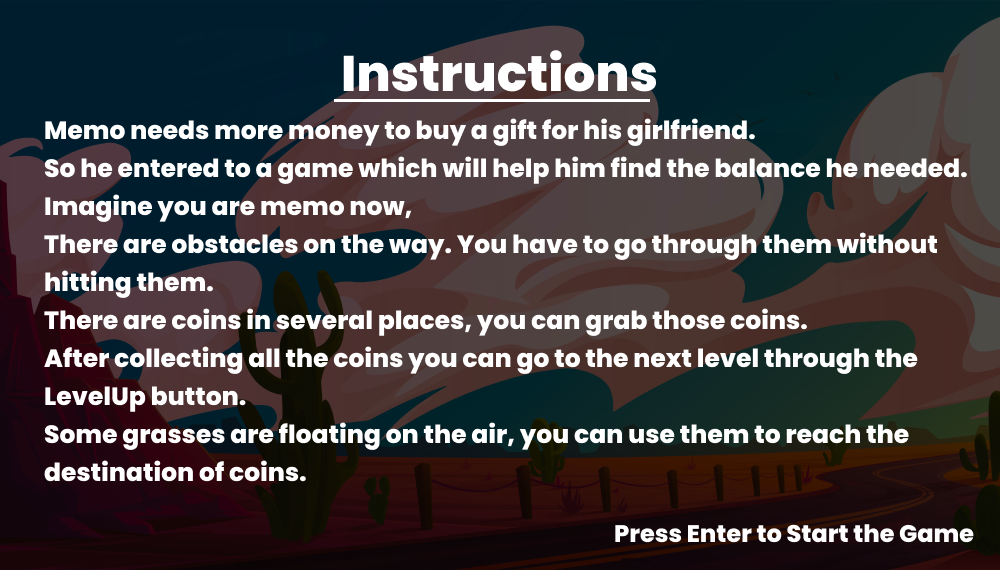 Instructions
Memo needs more money to buy a gift for his girlfriend.
So he entered to a game which will help him find the balance he needed.
Imagine you are memo now,
There are obstacles on the way. You have to go through them without
hitting them.
There are coins in several places, you can grab those coins.
After collecting all the coins you can go to the next level through the
LevelUp button.
Some grasses are floating on the air, you can use them to reach the
destination of coins.
Press Enter to Start the Game